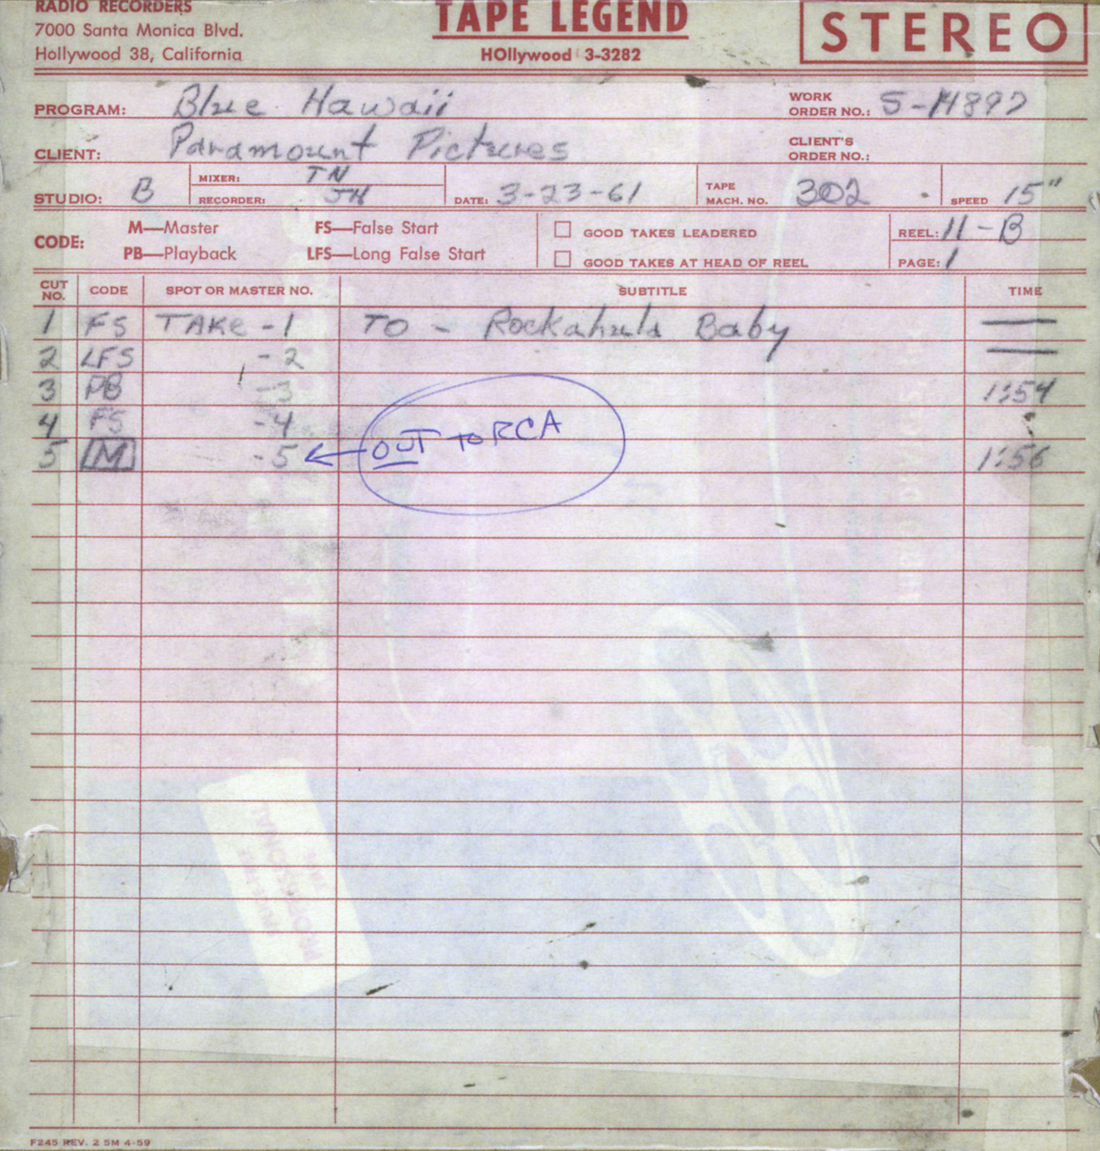 RADIO RECORDERS
7000 Santa Monica Blvd.
Hollywood 38, California
TAPE LEGEND
HOllywood 3-3282
STEREO
PROGRAM: Blue Hawaii
WORK ORDER NO.: S-14897
CLIENT: Paramount Pictures
CLIENT'S ORDER NO.:
STUDIO: B
MIXER: TN
RECORDER: JH
DATE: 3-23-61
TAPE MACH. NO. 302
SPEED 15"
CODE:
M—Master FS—False Start
PB—Playback LFS—Long False Start
GOOD TAKES LEADERED
GOOD TAKES AT HEAD OF REEL
REEL: 11-B
PAGE: 1
CUT NO. CODE SPOT OR MASTER NO. SUBTITLE TIME
1 FS TAKE -1 TO - Rockahula Baby —
2 LFS -2 —
3 PB -3 1:54
4 FS -4
5 M -5 1:56
OUT to RCA
F245 REV. 2 5M 4-59